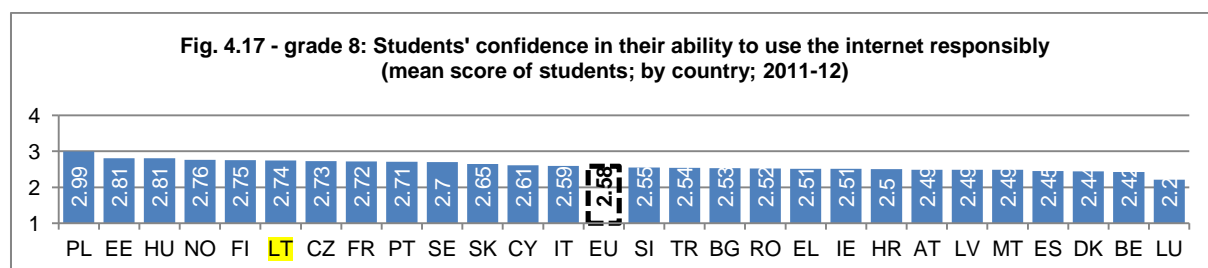 Fig. 4.17 - grade 8: Students' confidence in their ability to use the internet responsibly
(mean score of students; by country; 2011-12)
4
3
2
1
2.99 2.81 2.81 2.76 2.75 2.74 2.73 2.72 2.71 2.7 2.65 2.61 2.59 2.58 2.55 2.54 2.53 2.52 2.51 2.51 2.5 2.49 2.49 2.49 2.45 2.44 2.42
PL EE HU NO FI LT CZ FR PT SE SK CY IT EU SI TR BG RO EL IE HR AT LV MT ES DK BE LU